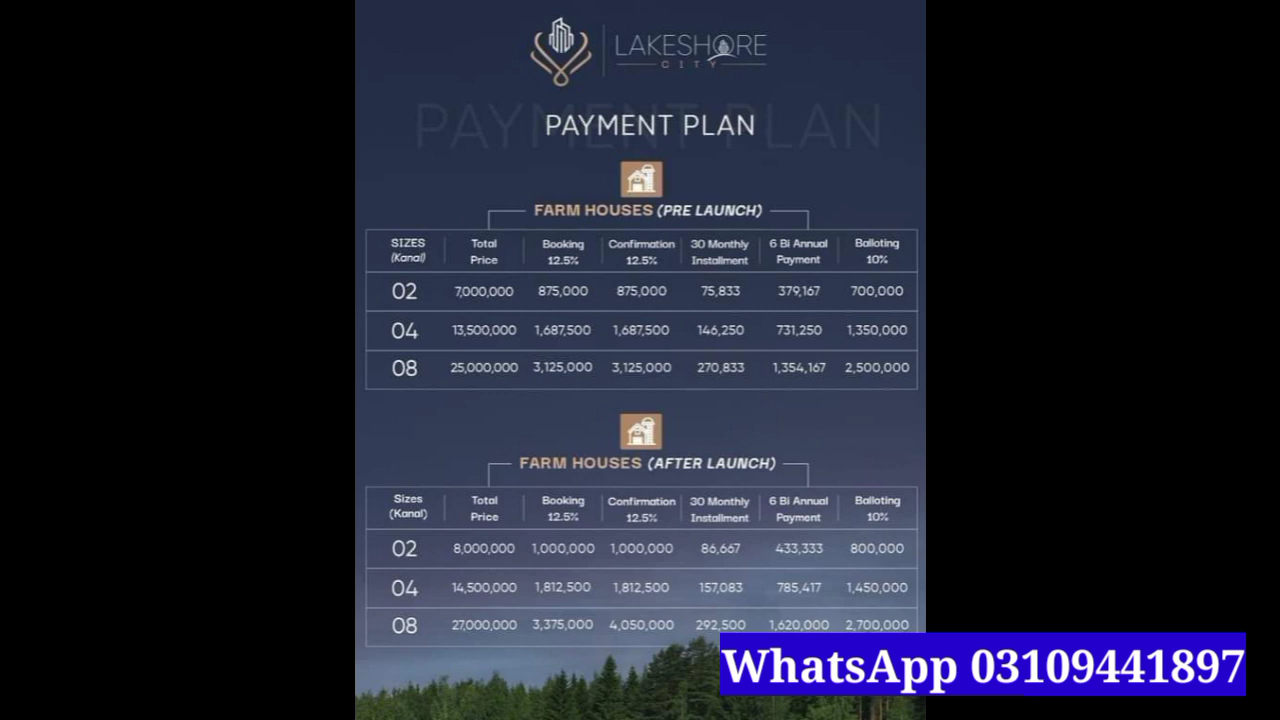 LAKESHORE
CITY
PAYMENT PLAN
PAYMENT PLAN
FARM HOUSES (PRE LAUNCH)
SIZES (Kanal) Total Price Booking 12.5% Confirmation 12.5% 30 Monthly Installment 6 Bi Annual Payment Balloting 10%
02 7,000,000 875,000 875,000 75,833 379,167 700,000
04 13,500,000 1,687,500 1,687,500 146,250 731,250 1,350,000
08 25,000,000 3,125,000 3,125,000 270,833 1,354,167 2,500,000
FARM HOUSES (AFTER LAUNCH)
Sizes (Kanal) Total Price Booking 12.5% Confirmation 12.5% 30 Monthly Installment 6 Bi Annual Payment Balloting 10%
02 8,000,000 1,000,000 1,000,000 86,667 433,333 800,000
04 14,500,000 1,812,500 1,812,500 157,083 785,417 1,450,000
08 27,000,000 3,375,000 4,050,000 292,500 1,620,000 2,700,000
WhatsApp 03109441897